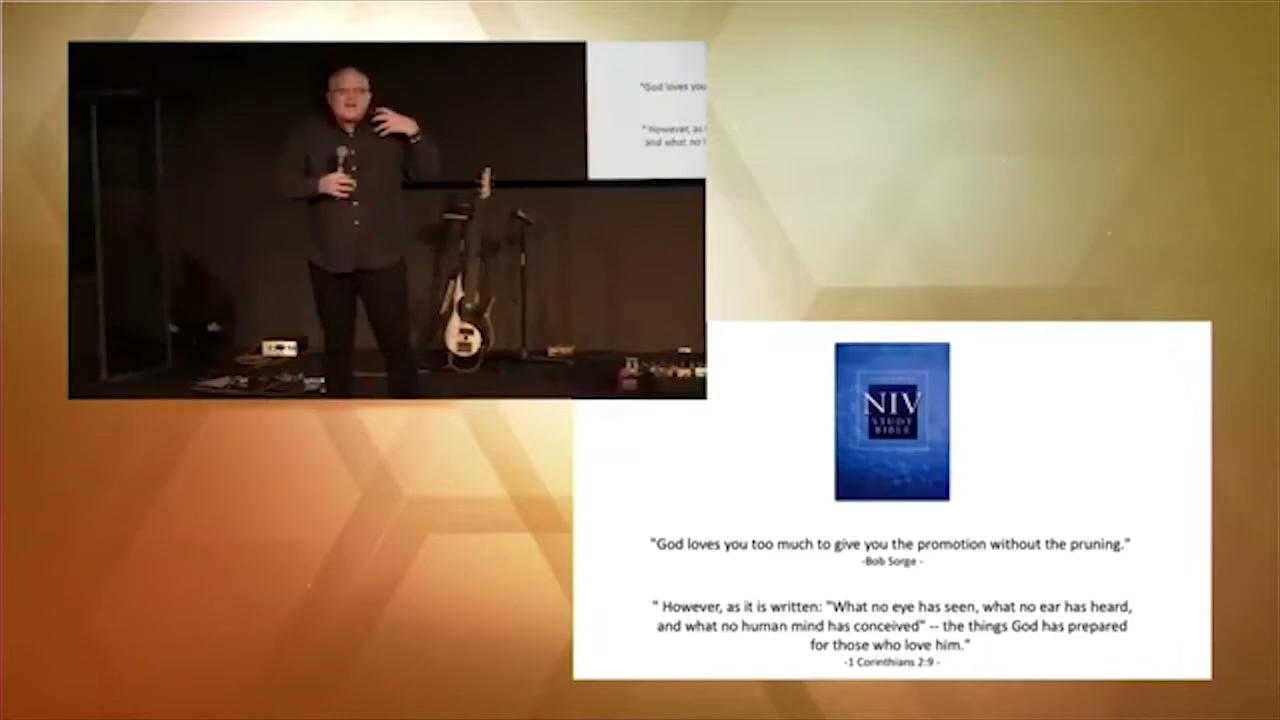 "God loves you
" However, as
and what no
NIV
STUDY
BIBLE
"God loves you too much to give you the promotion without the pruning."
-Bob Sorge -
" However, as it is written: "What no eye has seen, what no ear has heard,
and what no human mind has conceived" -- the things God has prepared
for those who love him."
-1 Corinthians 2:9 -